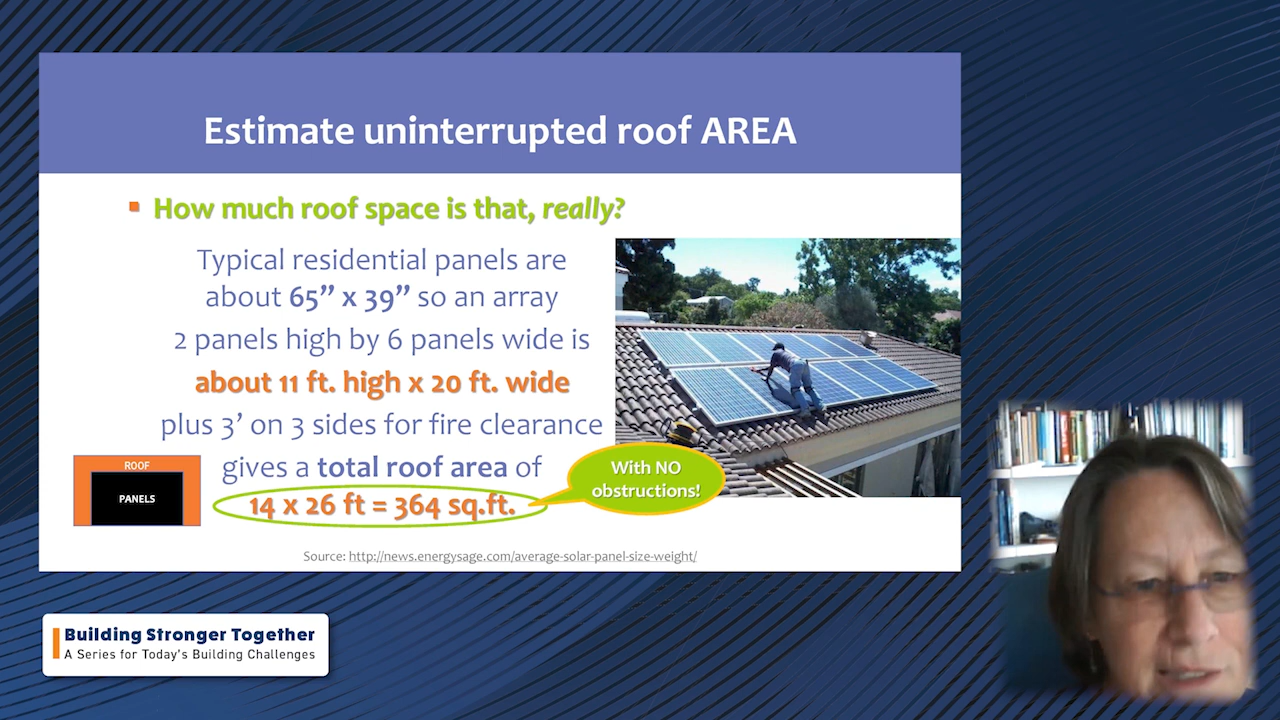 Estimate uninterrupted roof AREA
▪ How much roof space is that, really?
Typical residential panels are
about 65” x 39” so an array
2 panels high by 6 panels wide is
about 11 ft. high x 20 ft. wide
plus 3’ on 3 sides for fire clearance
gives a total roof area of
14 x 26 ft = 364 sq.ft.
With NO
obstructions!
ROOF
PANELS
Source: http://news.energysage.com/average-solar-panel-size-weight/
Building Stronger Together
A Series for Today's Building Challenges